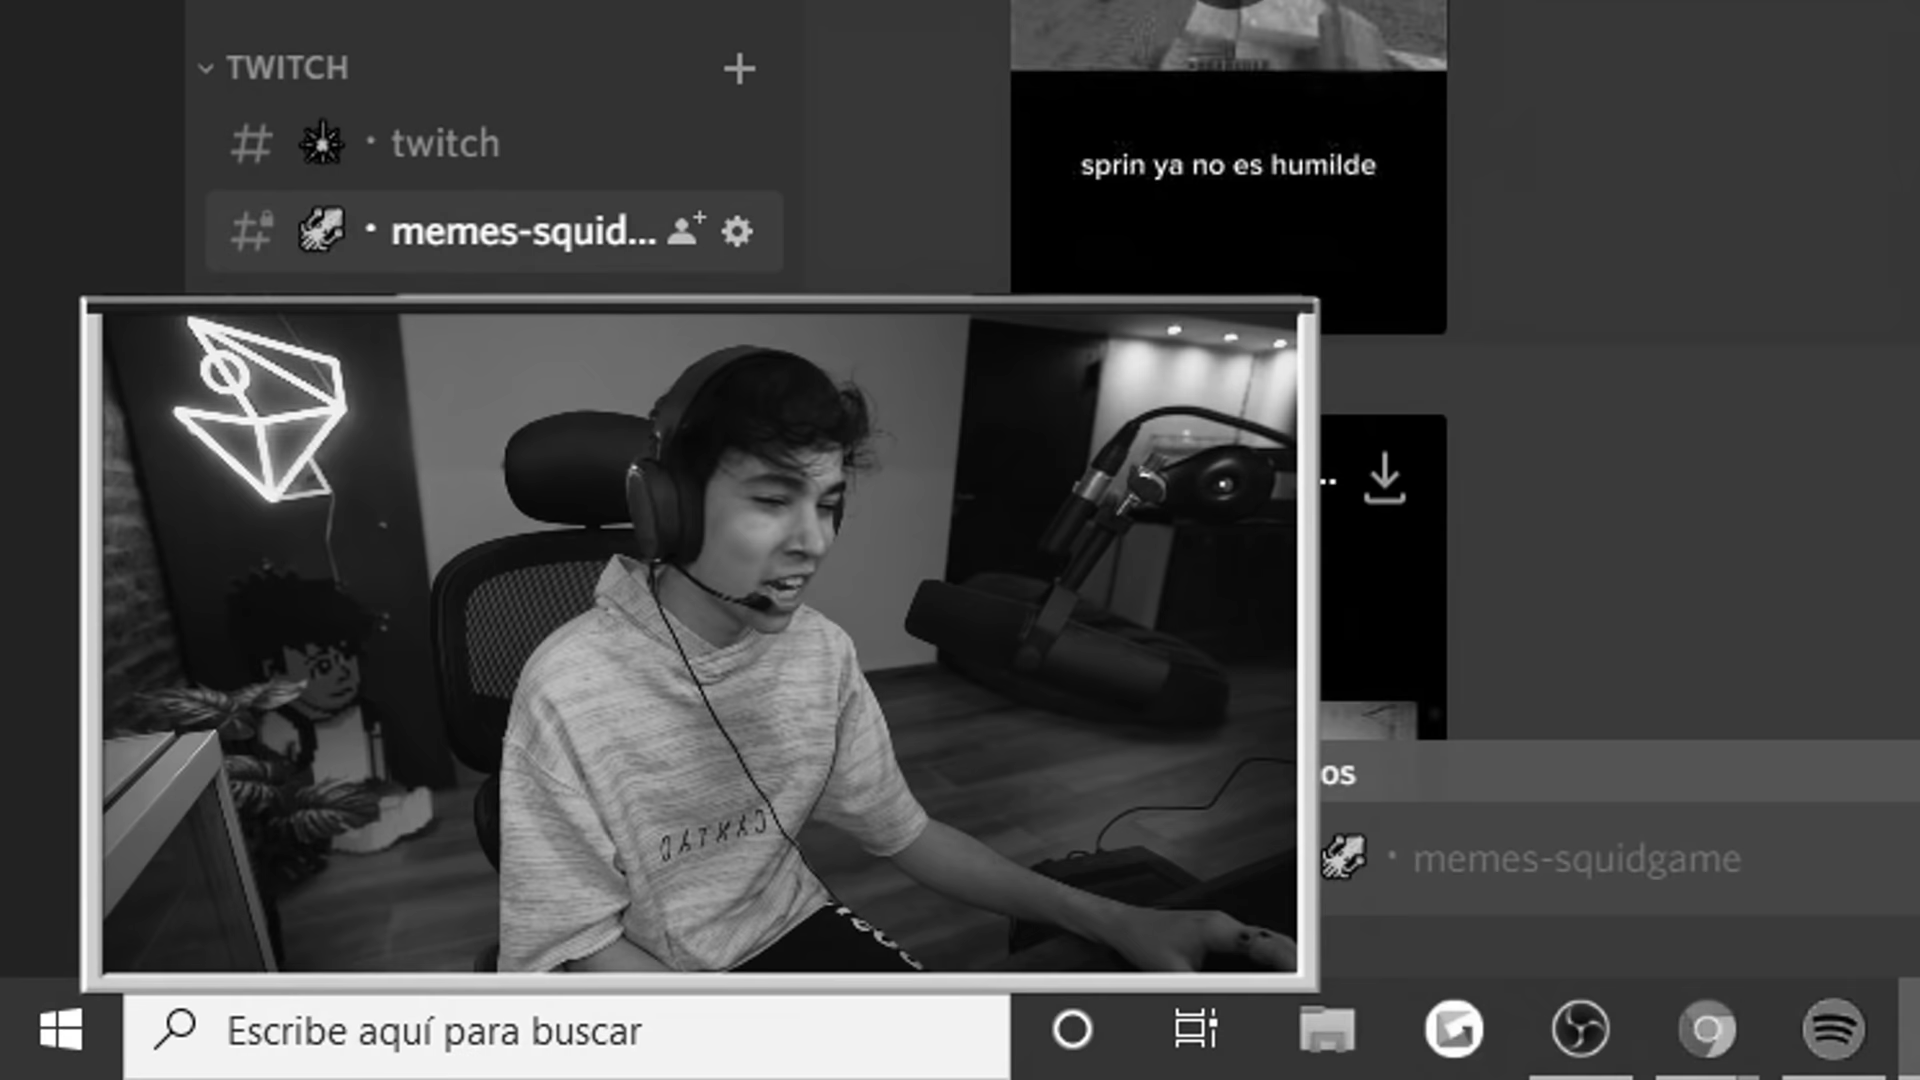 TWITCH
twitch
memes-squid...
sprin ya no es humilde
os
memes-squidgame
Escribe aquí para buscar